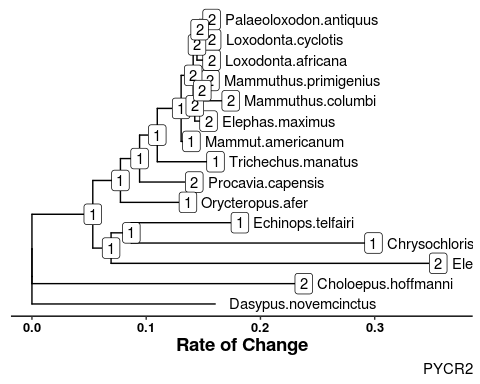 2 Palaeoloxodon.antiquus
2
2 2 Loxodonta.cyclotis
2 Loxodonta.africana
2 2 Mammuthus.primigenius
2
2 2 Mammuthus.columbi
1
2 Elephas.maximus
1 1 Mammut.americanum
1 1 Trichechus.manatus
1 2 Procavia.capensis
1 Orycteropus.afer
1
1 Echinops.telfairi
1
1 1 Chrysochloris
2 Ele
2 Choloepus.hoffmanni
Dasypus.novemcinctus
0.0 0.1 0.2 0.3
Rate of Change
PYCR2